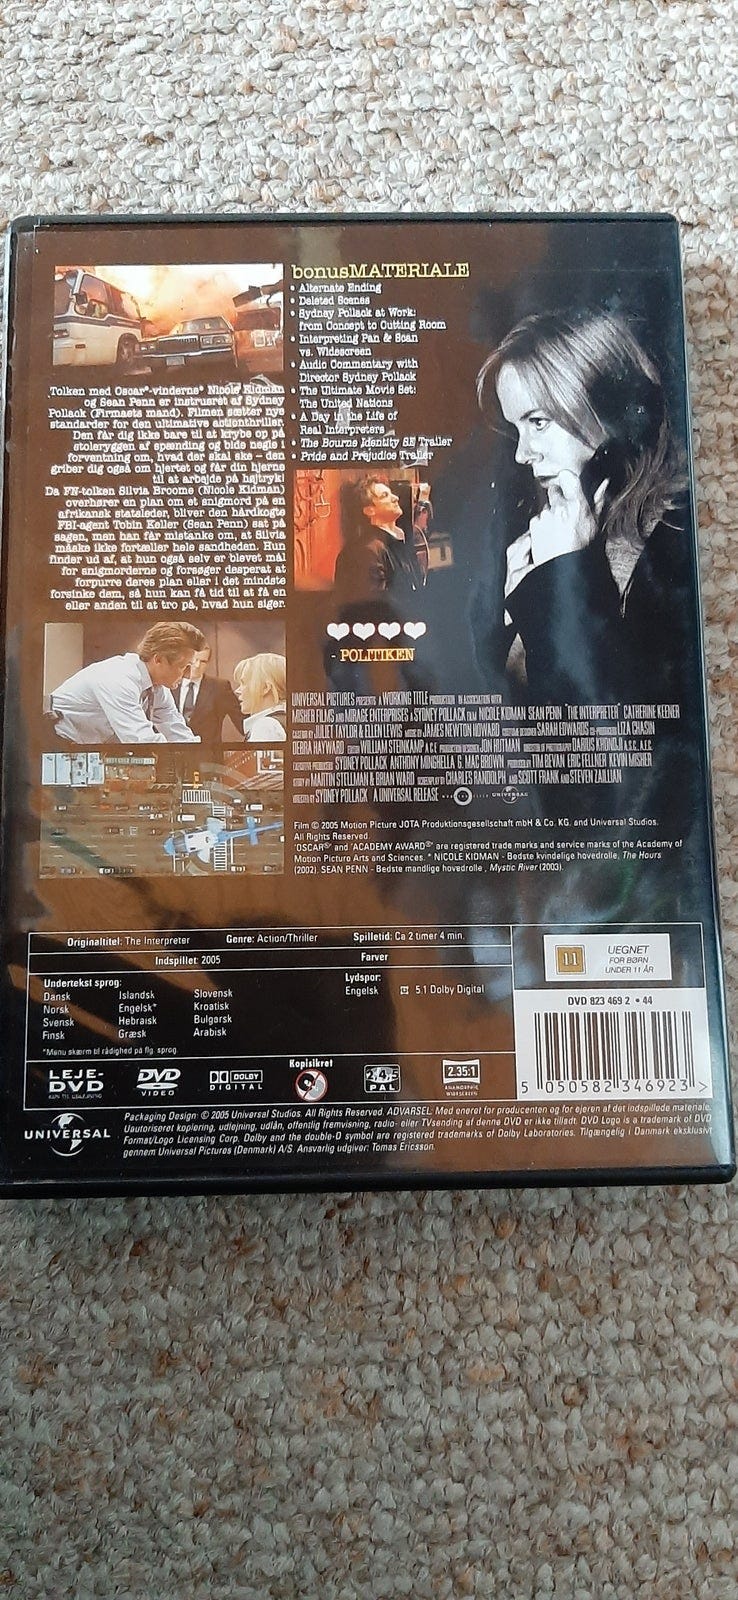 bonusMATERIALE
• Alternate Ending
• Deleted Scenes
• Sydney Pollack at Work:
from Concept to Cutting Room
• Interpreting Pan & Scan
vs. Widescreen
• Audio Commentary with
Director Sydney Pollack
• The Ultimate Movie Set:
The United Nations
• A Day in the Life of
Real Interpreters
• The Bourne Identity SE Trailer
• Pride and Prejudice Trailer
Tolken med Oscar®-vinderne* Nicole Kidman
og Sean Penn er instrueret af Sydney
Pollack (Firmaets mand). Filmen sætter nye
standarder for den ultimative actionthriller.
Den får dig ikke bare til at krybe op på
stoleryggen af spænding og bide negle i
forventning om, hvad der skal ske – den
griber dig også om hjertet og får din hjerne
til at arbejde på højtryk!
Da FN-tolken Silvia Broome (Nicole Kidman)
overhører en plan om et snigmord på en
afrikansk statsleder, bliver den hårdkogte
FBI-agent Tobin Keller (Sean Penn) sat på
sagen, men han får mistanke om, at Silvia
måske ikke fortæller hele sandheden. Hun
finder ud af, at hun også selv er blevet mål
for snigmorderne og forsøger desperat at
forpurre deres plan eller i det mindste
forsinke dem, så hun kan få tid til at få en
eller anden til at tro på, hvad hun siger.
- POLITIKEN
UNIVERSAL PICTURES PRESENTS A WORKING TITLE PRODUCTION IN ASSOCIATION WITH
MISHER FILMS AND MIRAGE ENTERPRISES A SYDNEY POLLACK FILM NICOLE KIDMAN SEAN PENN "THE INTERPRETER" CATHERINE KEENER
CASTING BY JULIET TAYLOR & ELLEN LEWIS MUSIC BY JAMES NEWTON HOWARD COSTUME DESIGNER SARAH EDWARDS CO-PRODUCER LIZA CHASIN
DEBRA HAYWARD EDITOR WILLIAM STEINKAMP A.C.E. PRODUCTION DESIGNER JON HUTMAN DIRECTOR OF PHOTOGRAPHY DARIUS KHONDJI A.S.C., A.F.C.
EXECUTIVE PRODUCERS SYDNEY POLLACK ANTHONY MINGHELLA G. MAC BROWN PRODUCED BY TIM BEVAN ERIC FELLNER KEVIN MISHER
STORY BY MARTIN STELLMAN & BRIAN WARD SCREENPLAY BY CHARLES RANDOLPH AND SCOTT FRANK AND STEVEN ZAILLIAN
DIRECTED BY SYDNEY POLLACK A UNIVERSAL RELEASE UNIVERSAL
Film © 2005 Motion Picture JOTA Produktionsgesellschaft mbH & Co. KG. and Universal Studios.
All Rights Reserved.
'OSCAR®' and 'ACADEMY AWARD®' are registered trade marks and service marks of the Academy of
Motion Picture Arts and Sciences. * NICOLE KIDMAN - Bedste kvindelige hovedrolle, The Hours
(2002). SEAN PENN - Bedste mandlige hovedrolle, Mystic River (2003).
Originaltitel: The Interpreter Genre: Action/Thriller Spilletid: Ca 2 timer 4 min.
Indspillet: 2005 Farver
Undertekst sprog:
Dansk Islandsk Slovensk
Norsk Engelsk* Kroatisk
Svensk Hebraisk Bulgarsk
Finsk Græsk Arabisk
*Menu skærm til rådighed på flg. sprog.
Lydspor:
Engelsk 5.1 Dolby Digital
11
UEGNET
FOR BØRN
UNDER 11 ÅR
DVD 823 469 2 • 44
5 050582 346923 >
LEJE-
DVD
DVD
VIDEO
DOLBY
DIGITAL
Kopisikret
2,4,5
PAL
2.35:1
ANAMORPHIC
WIDESCREEN
UNIVERSAL
Packaging Design: © 2005 Universal Studios. All Rights Reserved. ADVARSEL: Med eneret for producenten og for ejeren af det indspillede materiale.
Uautoriseret kopiering, udlejning, udlån, offentlig fremvisning, radio- eller TVsending af denne DVD er ikke tilladt. DVD Logo is a trademark of DVD
Format/Logo Licensing Corp. Dolby and the double-D symbol are registered trademarks of Dolby Laboratories. Tilgængelig i Danmark eksklusivt
gennem Universal Pictures (Denmark) A/S. Ansvarlig udgiver: Tomas Ericsson.